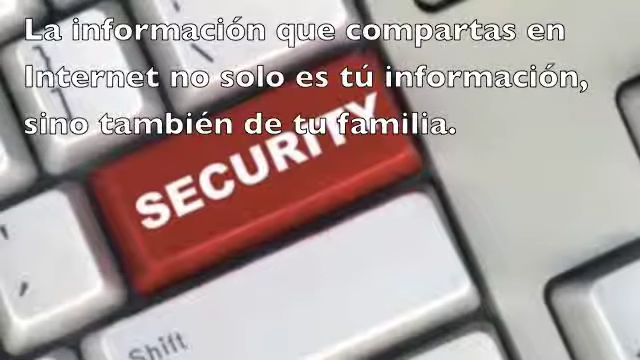 La información que compartas en
Internet no solo es tú información,
sino también de tu familia.
SECURITY
Shift